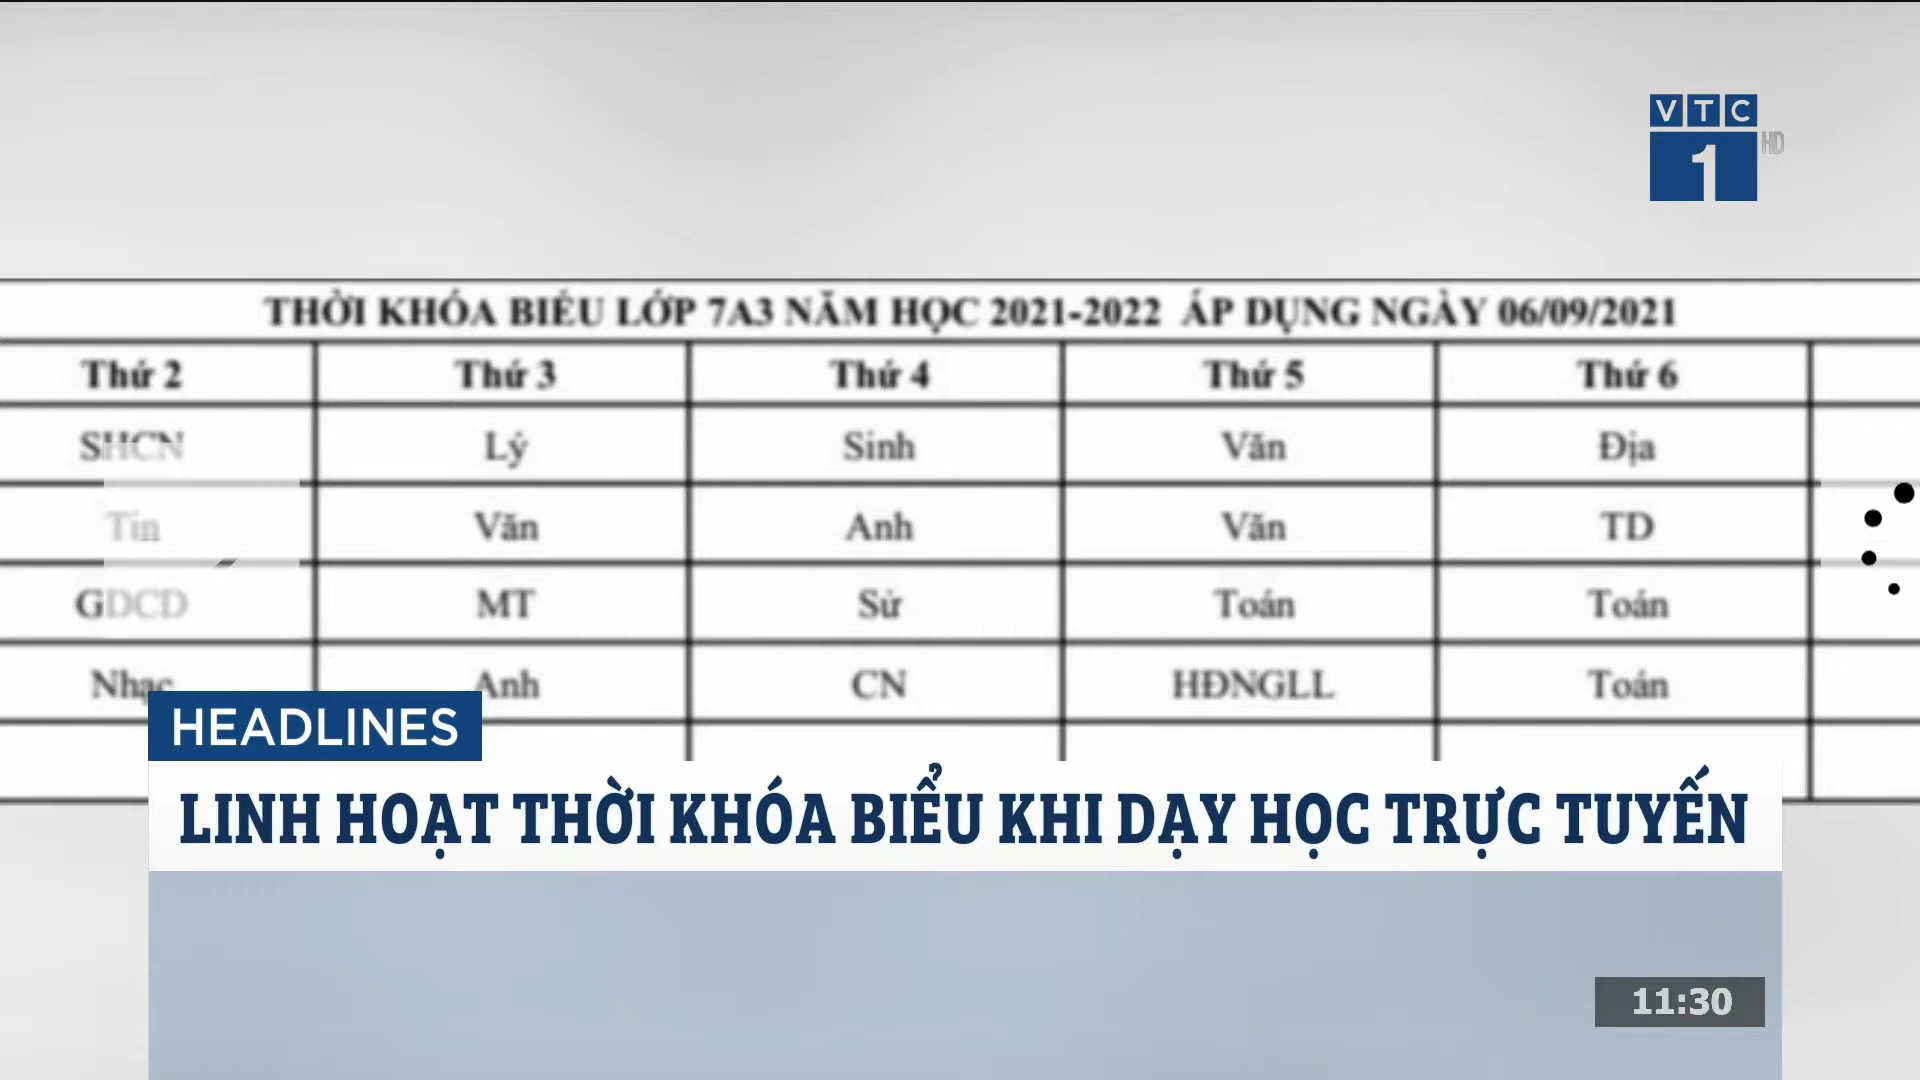 VTC
1 HD
THỜI KHÓA BIỂU LỚP 7A3 NĂM HỌC 2021-2022 ÁP DỤNG NGÀY 06/09/2021
Thứ 2 Thứ 3 Thứ 4 Thứ 5 Thứ 6
SHCN Lý Sinh Văn Địa
Tin Văn Anh Văn TD
GDCD MT Sử Toán Toán
Nhạc Anh CN HĐNGLL Toán
HEADLINES
LINH HOẠT THỜI KHÓA BIỂU KHI DẠY HỌC TRỰC TUYẾN
11:30